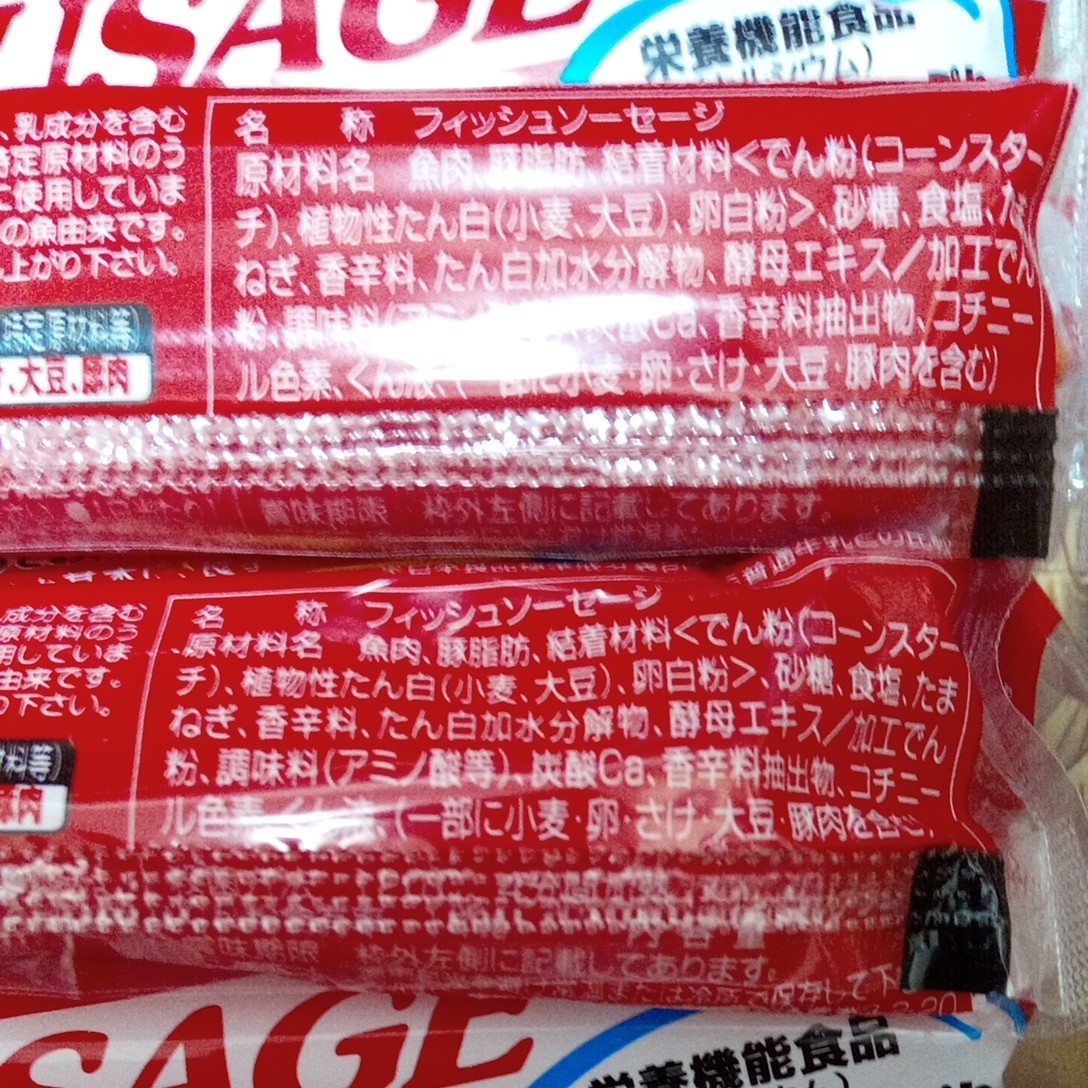 USAGE
栄養機能食品
、乳成分を含む
特定原材料のう
に使用していま
の魚由来です。
上がり下さい。
特定原材料等
大豆、豚肉
名 称 フィッシュソーセージ
原材料名 魚肉、豚脂肪、結着材料<でん粉(コーンスター
チ)、植物性たん白(小麦、大豆)、卵白粉>、砂糖、食塩、た
ねぎ、香辛料、たん白加水分解物、酵母エキス/加工でん
粉、調味料(アミノ Ca、香辛料抽出物、コチニー
ル色素、くん液、(一部に小麦・卵・さけ・大豆・豚肉を含む)
賞味期限 枠外左側に記載してあります。
成分を含む
原材料のう
用していま
由来です。
り下さい。
料等
豚肉
名 称 フィッシュソーセージ
原材料名 魚肉、豚脂肪、結着材料<でん粉(コーンスター
チ)、植物性たん白(小麦、大豆)、卵白粉>、砂糖、食塩、たま
ねぎ、香辛料、たん白加水分解物、酵母エキス/加工でん
粉、調味料(アミノ酸等)、炭酸Ca、香辛料抽出物、コチニー
ル色素、くん液、(一部に小麦・卵・さけ・大豆・豚肉を含む)
内容量
味期限 枠外左側に記載してあります。
保存して下
SAGE
栄養機能食品